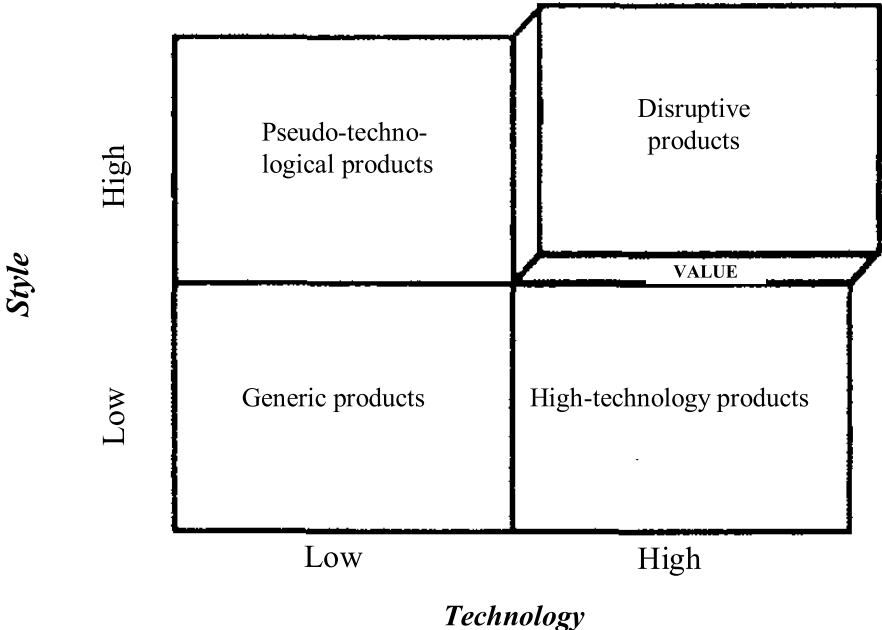 Pseudo-techno-
logical products
Disruptive
products
High
VALUE
Style
Generic products
High-technology products
Low
Low
High
Technology